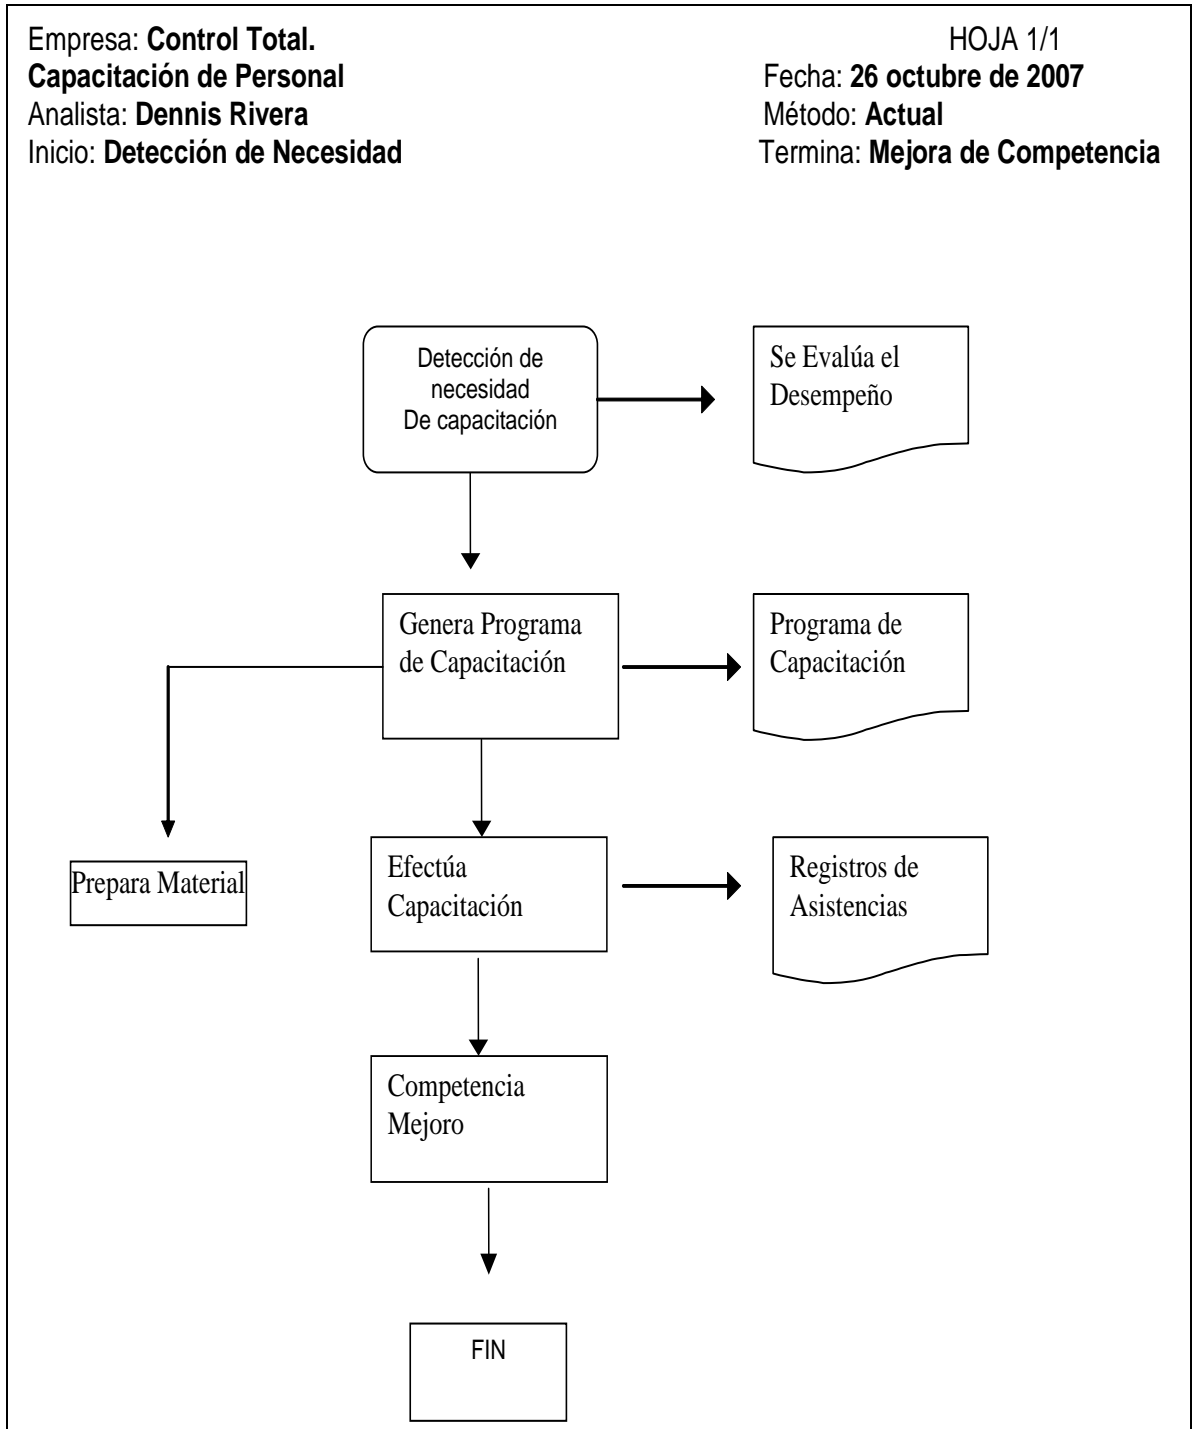 Empresa: Control Total. HOJA 1/1
Capacitación de Personal Fecha: 26 octubre de 2007
Analista: Dennis Rivera Método: Actual
Inicio: Detección de Necesidad Termina: Mejora de Competencia
Detección de
necesidad
De capacitación
Se Evalúa el
Desempeño
Genera Programa
de Capacitación
Programa de
Capacitación
Prepara Material
Efectúa
Capacitación
Registros de
Asistencias
Competencia
Mejoro
FIN